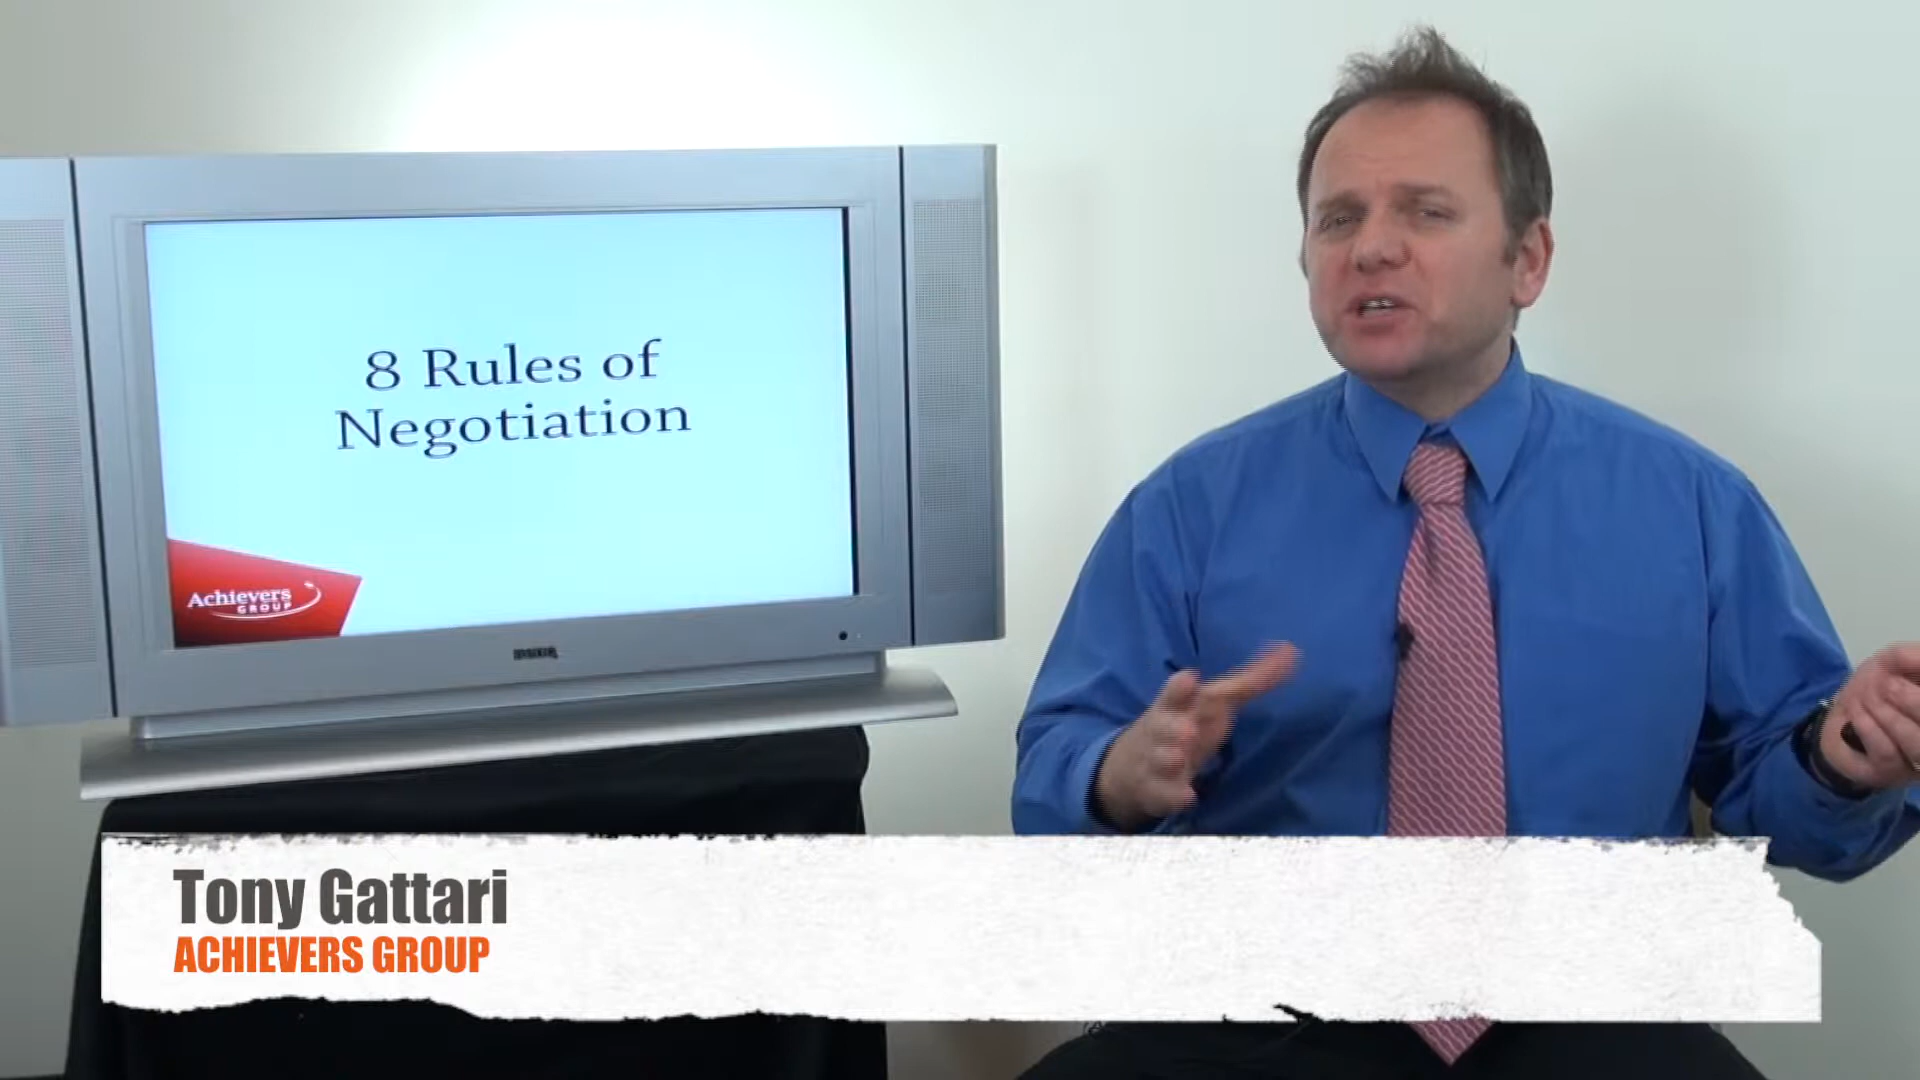 8 Rules of
Negotiation
Achievers
GROUP
Tony Gattari
ACHIEVERS GROUP